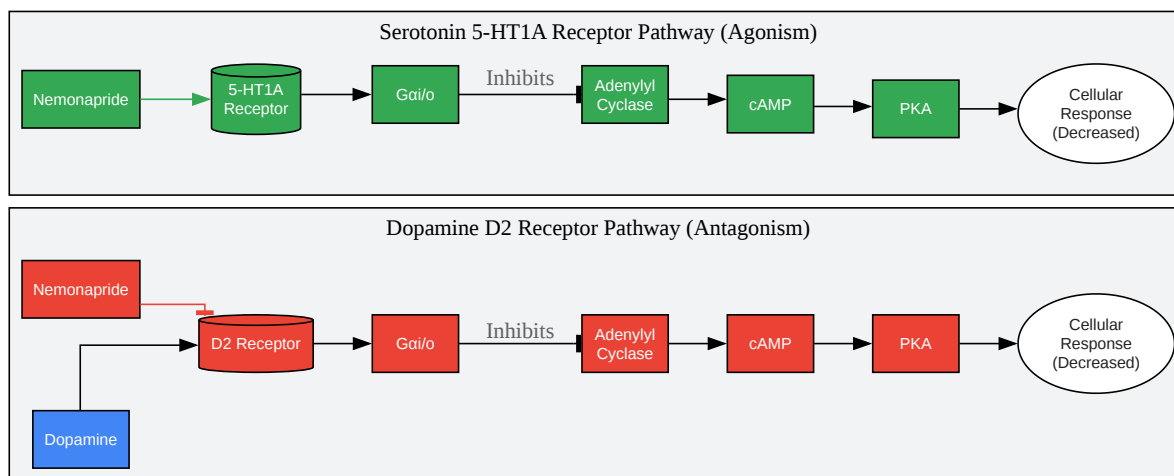 Serotonin 5-HT1A Receptor Pathway (Agonism)
Nemonapride
5-HT1A
Receptor
Gαi/o
Inhibits
Adenylyl
Cyclase
cAMP
PKA
Cellular
Response
(Decreased)
Dopamine D2 Receptor Pathway (Antagonism)
Nemonapride
D2 Receptor
Gαi/o
Inhibits
Adenylyl
Cyclase
cAMP
PKA
Cellular
Response
(Decreased)
Dopamine